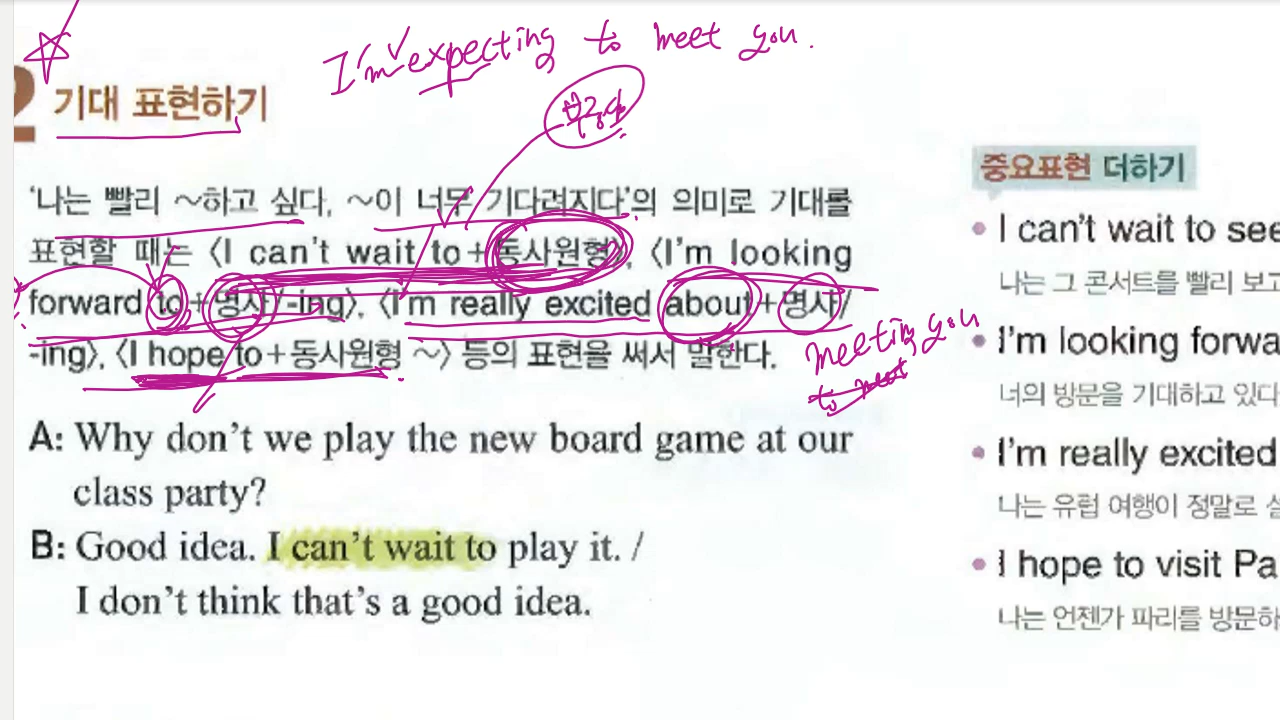 I'm expecting to meet you.
2 기대 표현하기
부정사
'나는 빨리 ~하고 싶다, ~이 너무 기다려지다'의 의미로 기대를
표현할 때는 〈I can't wait to+동사원형〉, 〈I'm looking
forward to+명사/-ing〉, 〈I'm really excited about+명사/
-ing〉, 〈I hope to+동사원형 ~〉 등의 표현을 써서 말한다.
meeting you
to meet
A: Why don't we play the new board game at our
class party?
B: Good idea. I can't wait to play it. /
I don't think that's a good idea.
중요표현 더하기
• I can't wait to see
나는 그 콘서트를 빨리 보고
• I'm looking forwa
너의 방문을 기대하고 있다
• I'm really excited
나는 유럽 여행이 정말로
• I hope to visit Pa
나는 언젠가 파리를 방문하